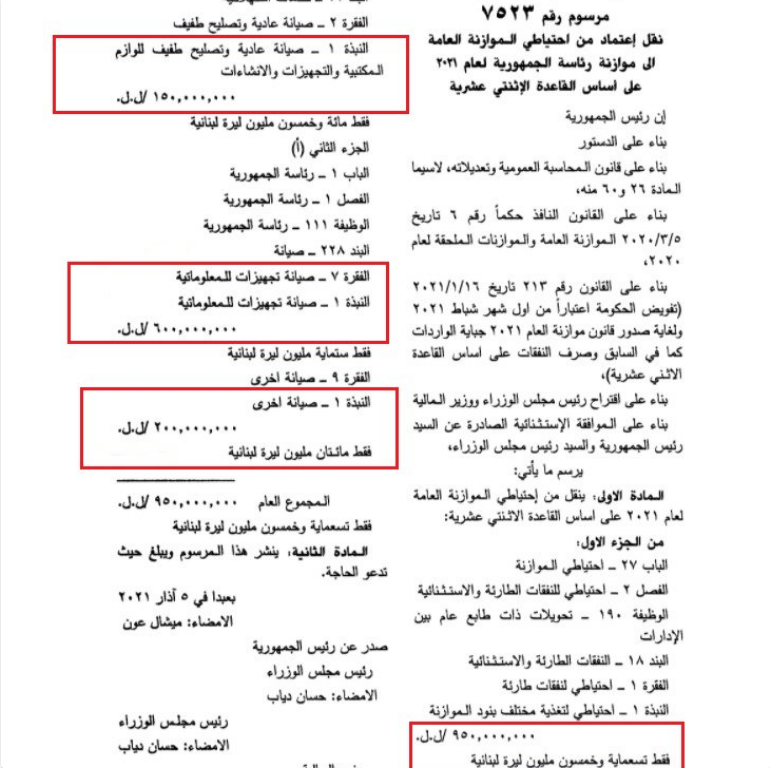 مرسوم رقم ٧٥٢٣
نقل إعتماد من احتياطي الموازنة العامة
الى موازنة رئاسة الجمهورية لعام ٢٠٢١
على اساس القاعدة الإثنتي عشرية
إن رئيس الجمهورية
بناء على الدستور
بناء على قانون المحاسبة العمومية وتعديلاته، لاسيما
المادة ٢٦ و٦٠ منه،
بناء على القانون النافذ حكماً رقم ٦ تاريخ
٢٠٢٠/٣/٥ الموازنة العامة والموازنات الملحقة لعام
٢٠٢٠،
بناء على القانون رقم ٢١٣ تاريخ ٢٠٢١/١/١٦
(تفويض الحكومة اعتباراً من اول شهر شباط ٢٠٢١
ولغاية صدور قانون موازنة العام ٢٠٢١ جباية الواردات
كما في السابق وصرف النفقات على اساس القاعدة
الاثني عشرية)،
بناء على اقتراح رئيس مجلس الوزراء ووزير المالية
بناء على الموافقة الإستثنائية الصادرة عن السيد
رئيس الجمهورية والسيد رئيس مجلس الوزراء،
يرسم ما يأتي:
المادة الاولى: ينقل من إحتياطي الموازنة العامة
لعام ٢٠٢١ على اساس القاعدة الاثنتي عشرية:
من الجزء الاول:
الباب ٢٧ – احتياطي الموازنة
الفصل ٢ – احتياطي للنفقات الطارئة والاستثنائية
الوظيفة ١٩٠ – تحويلات ذات طابع عام بين
الإدارات
البند ١٨ – النفقات الطارئة والاستثنائية
الفقرة ١ – احتياطي لنفقات طارئة
النبذة ١ – احتياطي لتغذية مختلف بنود الموازنة
٩٥٠,٠٠٠,٠٠٠ /ل.ل.
فقط تسعماية وخمسون مليون ليرة لبنانية
الفقرة ٢ – صيانة عادية وتصليح طفيف
النبذة ١ – صيانة عادية وتصليح طفيف للوازم
المكتبية والتجهيزات والانشاءات
١٥٠,٠٠٠,٠٠٠ /ل.ل.
فقط مائة وخمسون مليون ليرة لبنانية
الجزء الثاني (أ)
الباب ١ – رئاسة الجمهورية
الفصل ١ – رئاسة الجمهورية
الوظيفة ١١١ – رئاسة الجمهورية
البند ٢٢٨ – صيانة
الفقرة ٧ – صيانة تجهيزات للمعلوماتية
النبذة ١ – صيانة تجهيزات للمعلوماتية
٦٠٠,٠٠٠,٠٠٠ /ل.ل.
فقط ستماية مليون ليرة لبنانية
الفقرة ٩ – صيانة اخرى
النبذة ١ – صيانة اخرى
٢٠٠,٠٠٠,٠٠٠ /ل.ل.
فقط مائتان مليون ليرة لبنانية
المجموع العام ٩٥٠,٠٠٠,٠٠٠ /ل.ل.
فقط تسعماية وخمسون مليون ليرة لبنانية
المادة الثانية: ينشر هذا المرسوم ويبلغ حيث
تدعو الحاجة.
بعبدا في ٥ آذار ٢٠٢١
الامضاء: ميشال عون
صدر عن رئيس الجمهورية
رئيس مجلس الوزراء
الامضاء: حسان دياب
رئيس مجلس الوزراء
الامضاء: حسان دياب